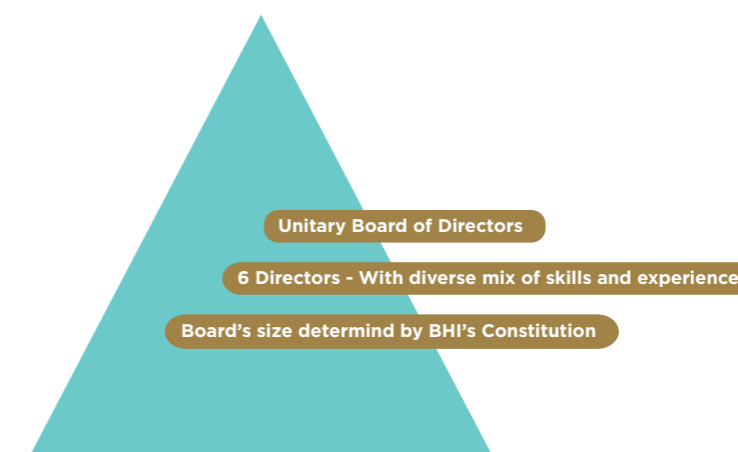 Unitary Board of Directors
6 Directors - With diverse mix of skills and experience
Board’s size determind by BHI’s Constitution